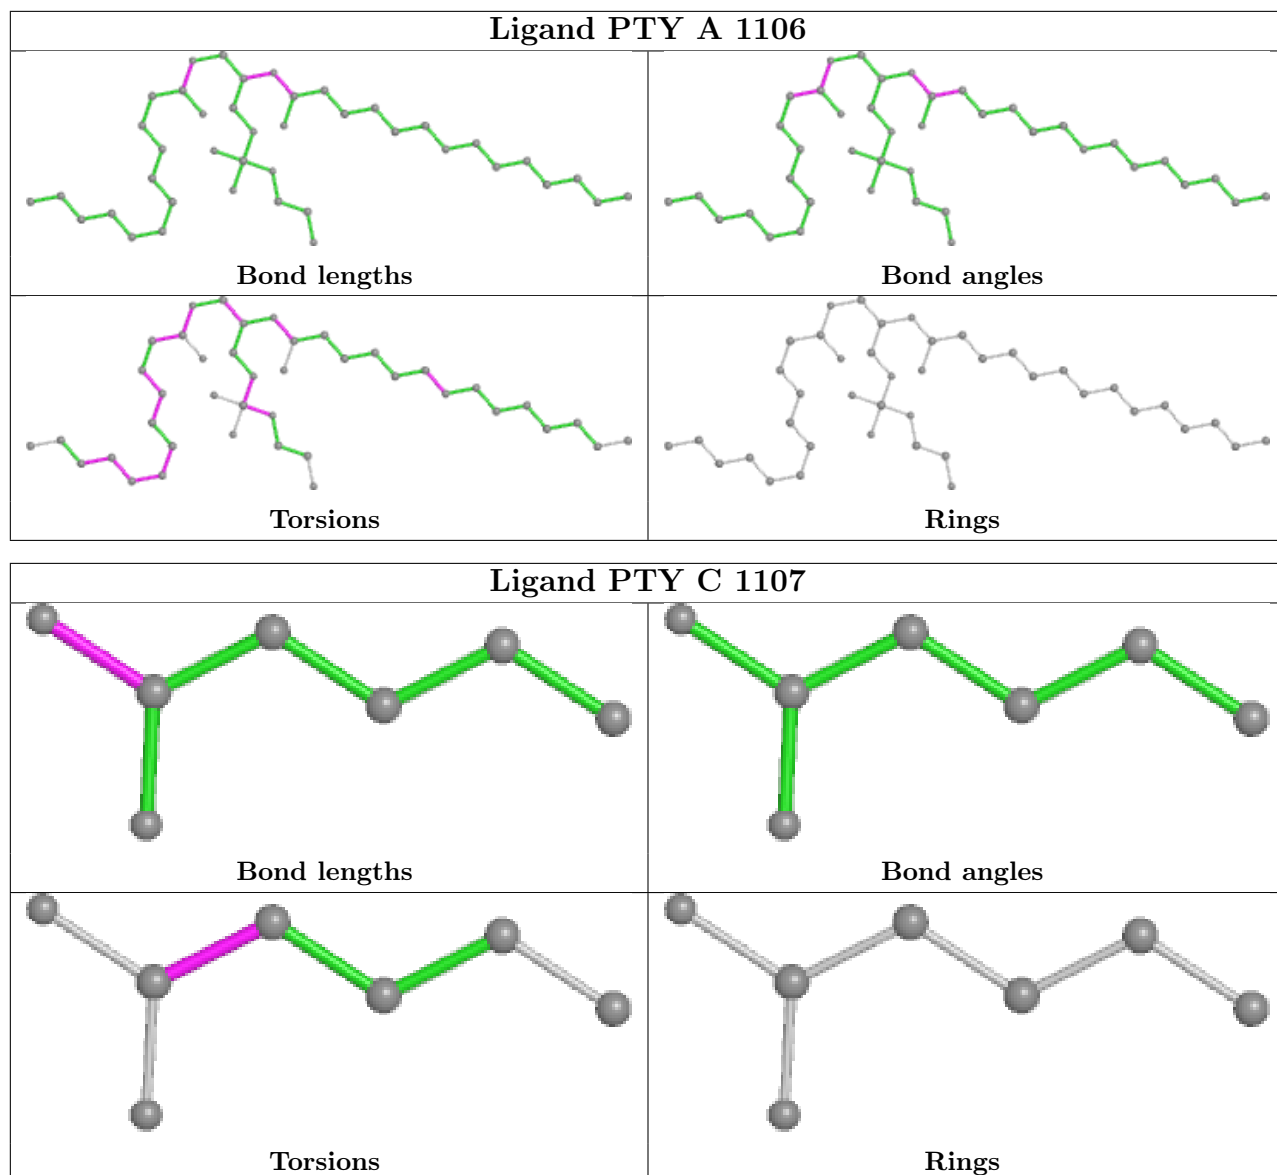 Ligand PTY A 1106
Bond lengths
Bond angles
Torsions
Rings
Ligand PTY C 1107
Bond lengths
Bond angles
Torsions
Rings